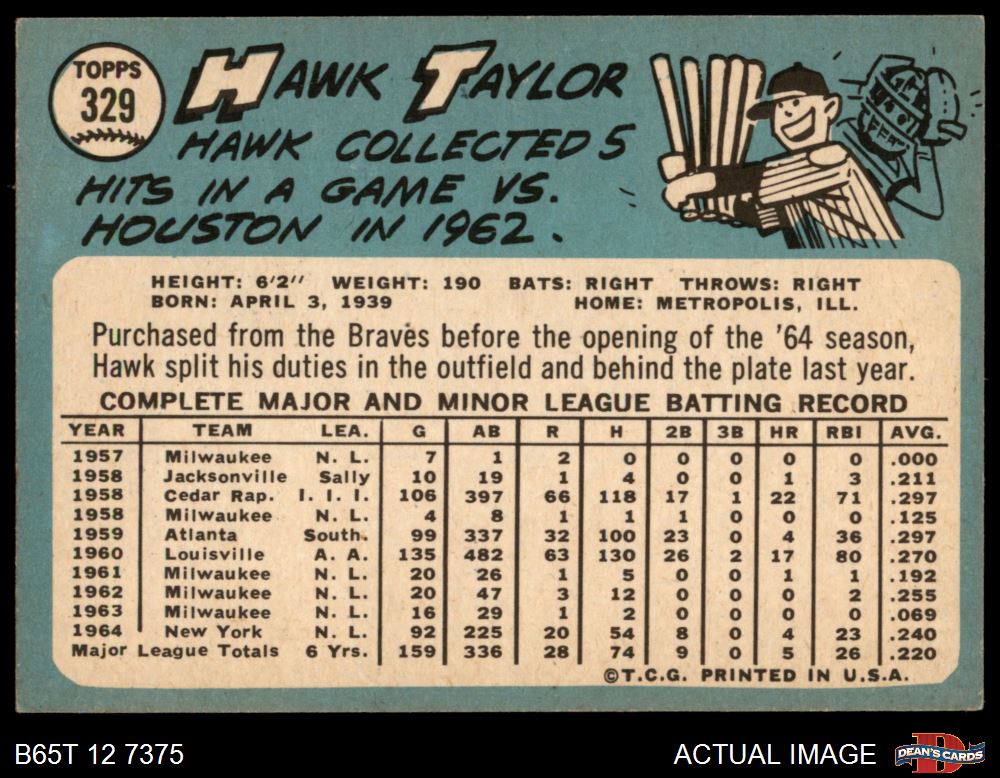 TOPPS
329
HAWK TAYLOR
HAWK COLLECTED 5
HITS IN A GAME VS.
HOUSTON IN 1962.
HEIGHT: 6'2" WEIGHT: 190 BATS: RIGHT THROWS: RIGHT
BORN: APRIL 3, 1939 HOME: METROPOLIS, ILL.
Purchased from the Braves before the opening of the '64 season,
Hawk split his duties in the outfield and behind the plate last year.
COMPLETE MAJOR AND MINOR LEAGUE BATTING RECORD
YEAR TEAM LEA. G AB R H 2B 3B HR RBI AVG.
1957 Milwaukee N. L. 7 1 2 0 0 0 0 0 .000
1958 Jacksonville Sally 10 19 1 4 0 0 1 3 .211
1958 Cedar Rap. I. I. I. 106 397 66 118 17 1 22 71 .297
1958 Milwaukee N. L. 4 8 1 1 1 0 0 0 .125
1959 Atlanta South. 99 337 32 100 23 0 4 36 .297
1960 Louisville A. A. 135 482 63 130 26 2 17 80 .270
1961 Milwaukee N. L. 20 26 1 5 0 0 1 1 .192
1962 Milwaukee N. L. 20 47 3 12 0 0 0 2 .255
1963 Milwaukee N. L. 16 29 1 2 0 0 0 0 .069
1964 New York N. L. 92 225 20 54 8 0 4 23 .240
Major League Totals 6 Yrs. 159 336 28 74 9 0 5 26 .220
©T.C.G. PRINTED IN U.S.A.
B65T 12 7375 ACTUAL IMAGE
D
DEAN'S CARDS